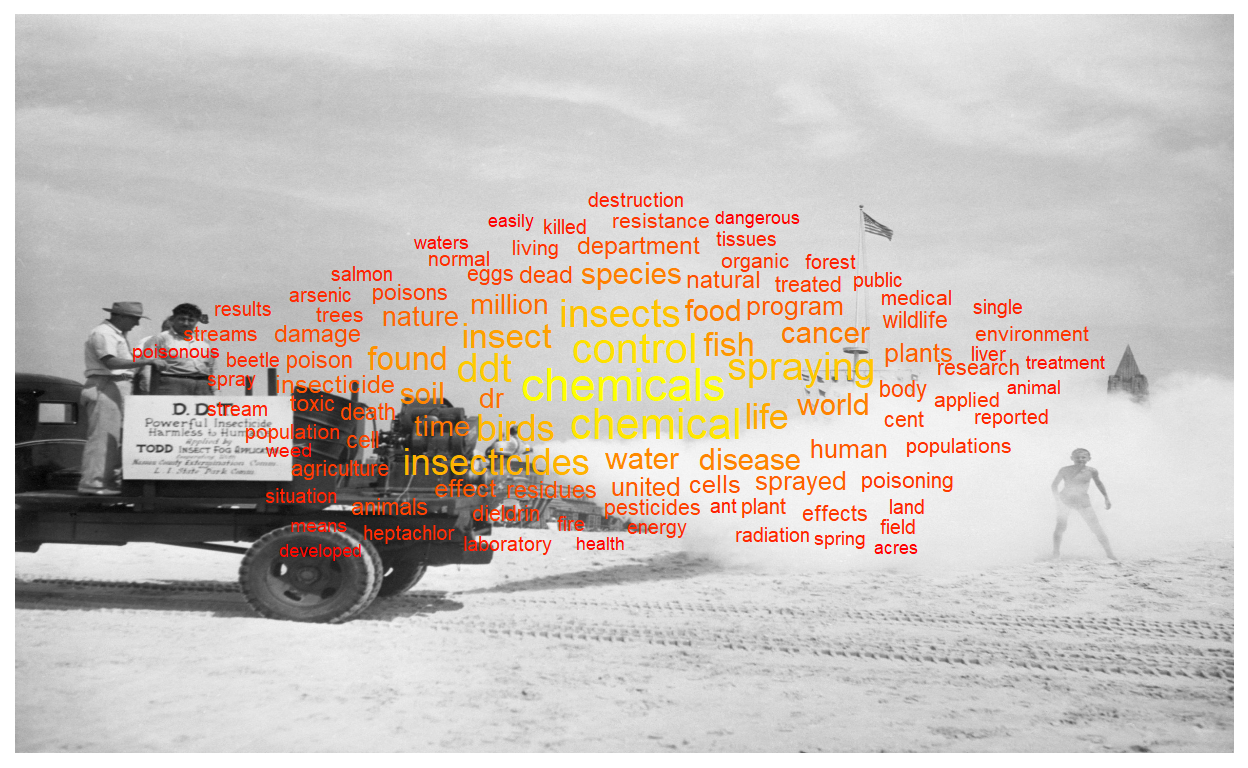 destruction
easily killed resistance dangerous
waters living department tissues
normal organic forest
salmon eggs dead species natural treated public
results arsenic poisons million insects food program medical single
streams trees nature wildlife
damage insect control fish cancer environment
poisonous beetle poison found ddt spraying plants liver research treatment
spray insecticide soil chemicals body animal
stream toxic death dr world applied
population cell time birds chemical life cent reported
weed human populations
agriculture insecticides water disease
situation effect residues united cells sprayed poisoning
animals dieldrin pesticides ant plant effects land
means heptachlor fire energy radiation spring field
developed laboratory health acres
D. D. T.
Powerful Insecticide
Harmless to Humans
Applied by
TODD INSECT FOG APPLICATOR
L. I. State Park Comm.